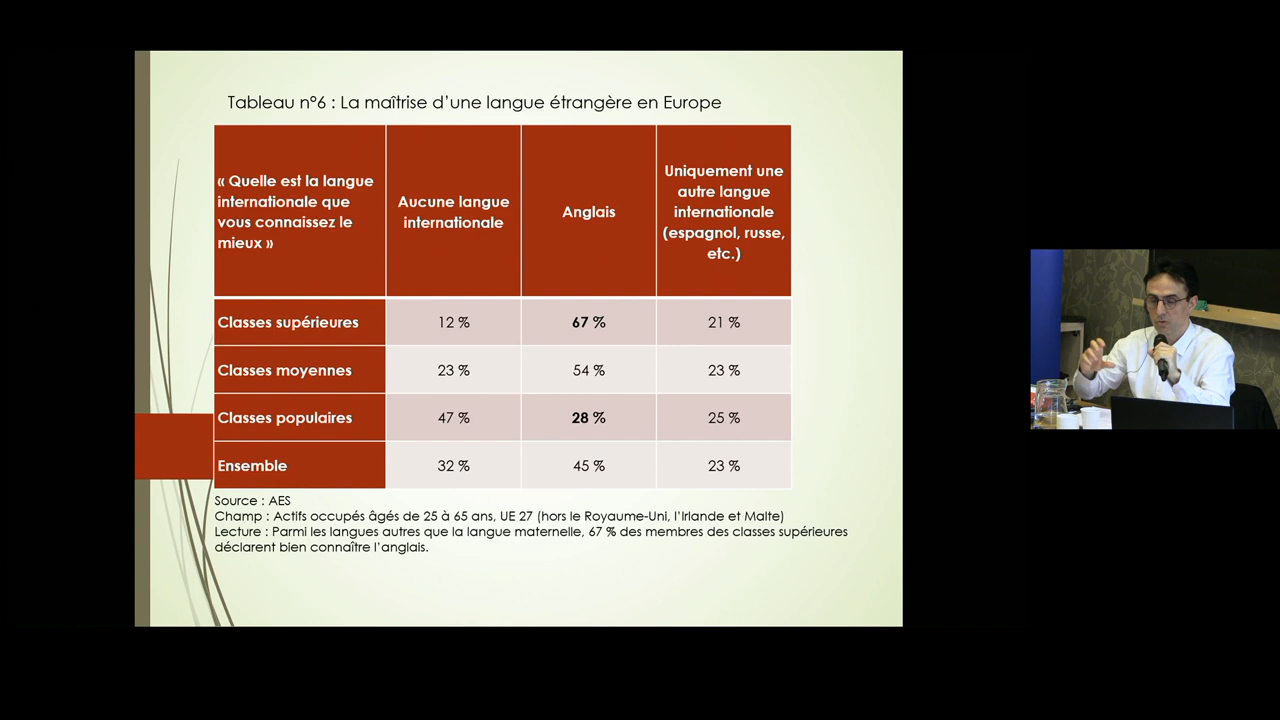 Tableau n°6 : La maîtrise d’une langue étrangère en Europe
« Quelle est la langue
internationale que
vous connaissez le
mieux »
Aucune langue
internationale
Anglais
Uniquement une
autre langue
internationale
(espagnol, russe,
etc.)
Classes supérieures 12 % 67 % 21 %
Classes moyennes 23 % 54 % 23 %
Classes populaires 47 % 28 % 25 %
Ensemble 32 % 45 % 23 %
Source : AES
Champ : Actifs occupés âgés de 25 à 65 ans, UE 27 (hors le Royaume-Uni, l’Irlande et Malte)
Lecture : Parmi les langues autres que la langue maternelle, 67 % des membres des classes supérieures
déclarent bien connaître l’anglais.